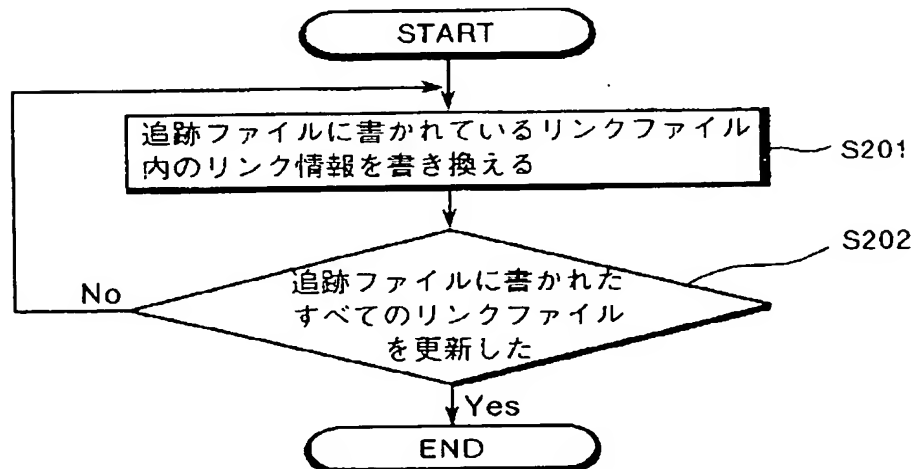 START
追跡ファイルに書かれているリンクファイル
内のリンク情報を書き換える
S201
S202
追跡ファイルに書かれた
すべてのリンクファイル
を更新した
No
Yes
END